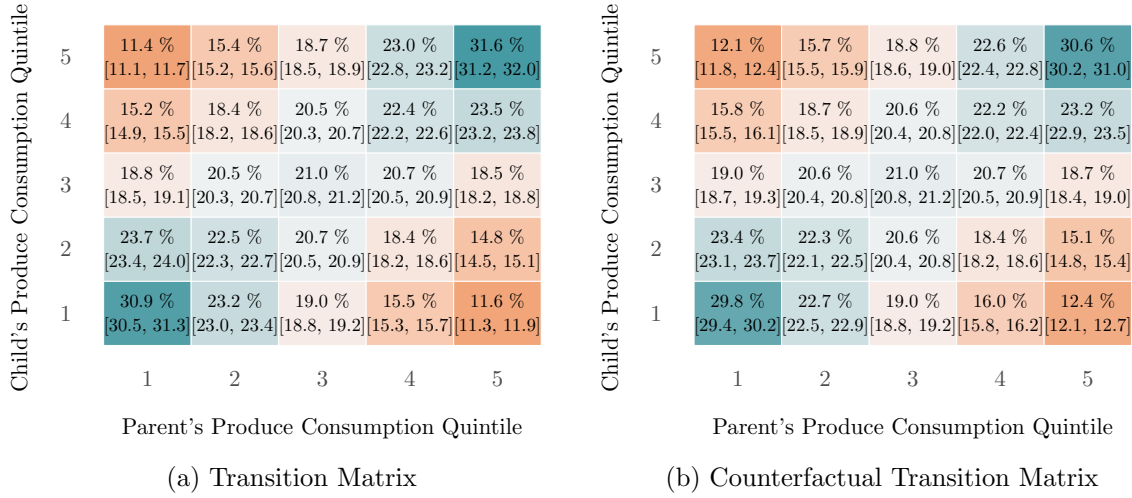 Child's Produce Consumption Quintile
5
11.4 % 15.4 % 18.7 % 23.0 % 31.6 %
[11.1, 11.7] [15.2, 15.6] [18.5, 18.9] [22.8, 23.2] [31.2, 32.0]
4
15.2 % 18.4 % 20.5 % 22.4 % 23.5 %
[14.9, 15.5] [18.2, 18.6] [20.3, 20.7] [22.2, 22.6] [23.2, 23.8]
3
18.8 % 20.5 % 21.0 % 20.7 % 18.5 %
[18.5, 19.1] [20.3, 20.7] [20.8, 21.2] [20.5, 20.9] [18.2, 18.8]
2
23.7 % 22.5 % 20.7 % 18.4 % 14.8 %
[23.4, 24.0] [22.3, 22.7] [20.5, 20.9] [18.2, 18.6] [14.5, 15.1]
1
30.9 % 23.2 % 19.0 % 15.5 % 11.6 %
[30.5, 31.3] [23.0, 23.4] [18.8, 19.2] [15.3, 15.7] [11.3, 11.9]
1 2 3 4 5
Parent's Produce Consumption Quintile
(a) Transition Matrix
Child's Produce Consumption Quintile
5
12.1 % 15.7 % 18.8 % 22.6 % 30.6 %
[11.8, 12.4] [15.5, 15.9] [18.6, 19.0] [22.4, 22.8] [30.2, 31.0]
4
15.8 % 18.7 % 20.6 % 22.2 % 23.2 %
[15.5, 16.1] [18.5, 18.9] [20.4, 20.8] [22.0, 22.4] [22.9, 23.5]
3
19.0 % 20.6 % 21.0 % 20.7 % 18.7 %
[18.7, 19.3] [20.4, 20.8] [20.8, 21.2] [20.5, 20.9] [18.4, 19.0]
2
23.4 % 22.3 % 20.6 % 18.4 % 15.1 %
[23.1, 23.7] [22.1, 22.5] [20.4, 20.8] [18.2, 18.6] [14.8, 15.4]
1
29.8 % 22.7 % 19.0 % 16.0 % 12.4 %
[29.4, 30.2] [22.5, 22.9] [18.8, 19.2] [15.8, 16.2] [12.1, 12.7]
1 2 3 4 5
Parent's Produce Consumption Quintile
(b) Counterfactual Transition Matrix